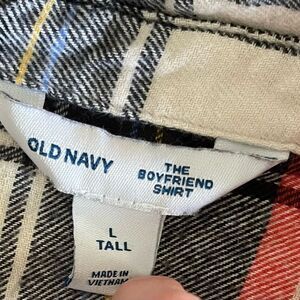 OLD NAVY
THE
BOYFRIEND
SHIRT
L
TALL
MADE IN
VIETNAM